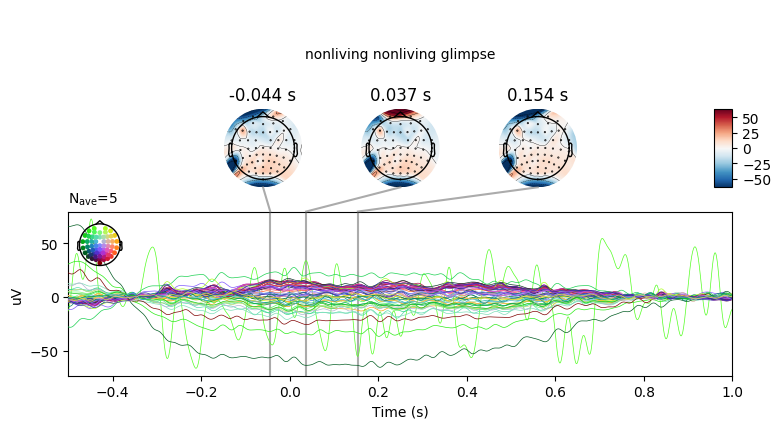 nonliving nonliving glimpse
-0.044 s 0.037 s 0.154 s
50
25
0
−25
−50
Nave=5
50
0
−50
uV
−0.4 −0.2 0.0 0.2 0.4 0.6 0.8 1.0
Time (s)